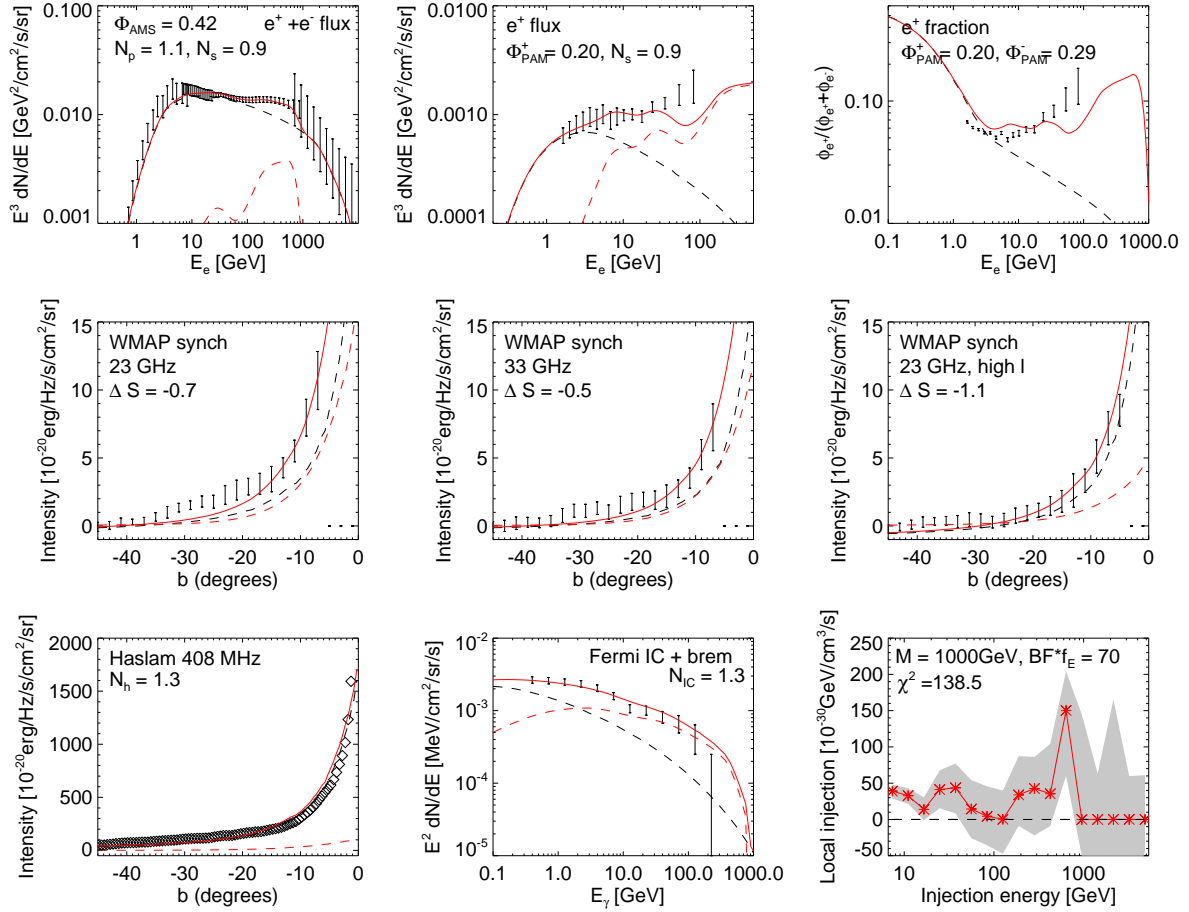 Φ_AMS = 0.42   e⁺ +e⁻ flux
N_p = 1.1, N_s = 0.9
0.100
0.010
0.001
E³ dN/dE [GeV²/cm²/s/sr]
1 10 100 1000
E_e [GeV]
e⁺ flux
Φ⁺_PAM = 0.20, N_s = 0.9
0.0100
0.0010
0.0001
E³ dN/dE [GeV²/cm²/s/sr]
1 10 100
E_e [GeV]
e⁺ fraction
Φ⁺_PAM = 0.20, Φ⁻_PAM = 0.29
0.10
0.01
ϕ_e⁺/(ϕ_e⁺+ϕ_e⁻)
0.1 1.0 10.0 100.0 1000.0
E_e [GeV]
WMAP synch
23 GHz
Δ S = -0.7
15
10
5
0
Intensity [10⁻²⁰erg/Hz/s/cm²/sr]
-40 -30 -20 -10 0
b (degrees)
WMAP synch
33 GHz
Δ S = -0.5
15
10
5
0
Intensity [10⁻²⁰erg/Hz/s/cm²/sr]
-40 -30 -20 -10 0
b (degrees)
WMAP synch
23 GHz, high l
Δ S = -1.1
15
10
5
0
Intensity [10⁻²⁰erg/Hz/s/cm²/sr]
-40 -30 -20 -10 0
b (degrees)
Haslam 408 MHz
N_h = 1.3
2000
1500
1000
500
0
Intensity [10⁻²⁰erg/Hz/s/cm²/sr]
-40 -30 -20 -10 0
b (degrees)
Fermi IC + brem
N_IC = 1.3
10⁻²
10⁻³
10⁻⁴
10⁻⁵
E² dN/dE [MeV/cm²/sr/s]
0.1 1.0 10.0 100.0 1000.0
E_γ [GeV]
M = 1000GeV, BF*f_E = 70
χ² =138.5
250
200
150
100
50
0
-50
Local injection [10⁻³⁰GeV/cm³/s]
10 100 1000
Injection energy [GeV]